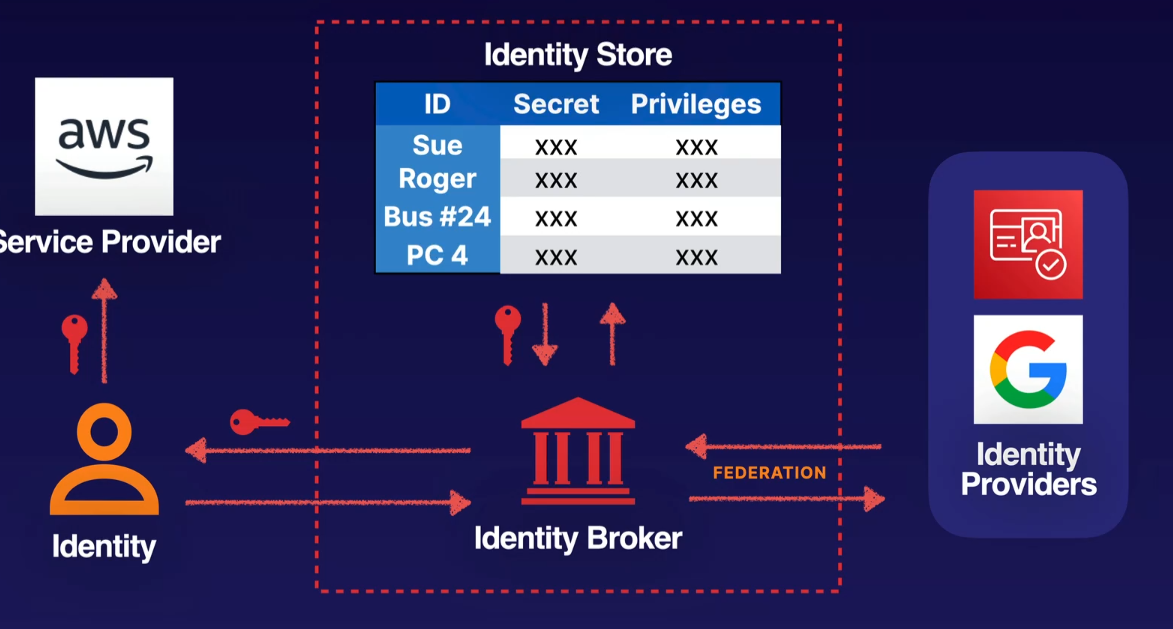 Identity Store
ID Secret Privileges
Sue xxx xxx
Roger xxx xxx
Bus #24 xxx xxx
PC 4 xxx xxx
aws
Service Provider
FEDERATION
Identity
Providers
Identity Broker
Identity